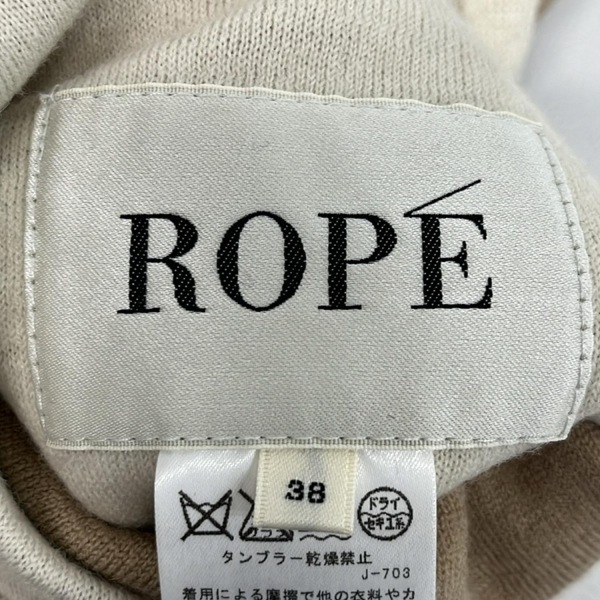 ROPÉ
38
ドライ
セキユ系
タンブラー乾燥禁止
J-703
着用による摩擦で他の衣料やカ